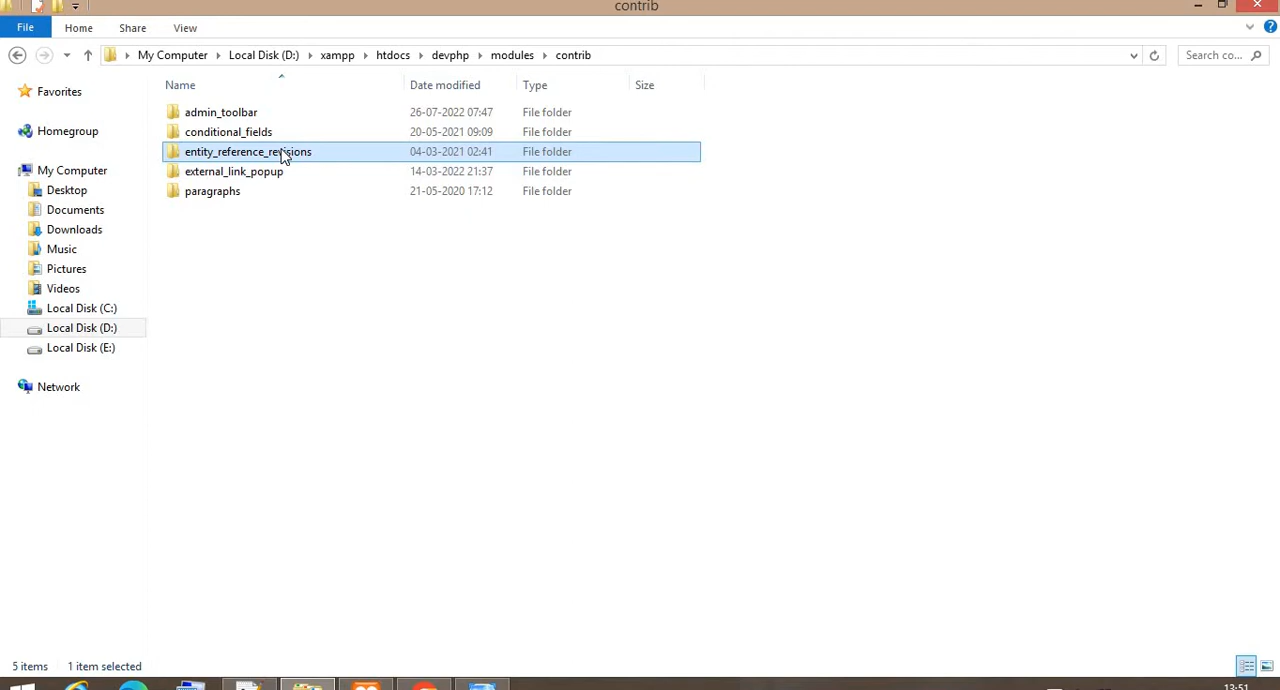 contrib
File Home Share View
My Computer Local Disk (D:) xampp htdocs devphp modules contrib Search co...
Name Date modified Type Size
admin_toolbar 26-07-2022 07:47 File folder
conditional_fields 20-05-2021 09:09 File folder
entity_reference_revisions 04-03-2021 02:41 File folder
external_link_popup 14-03-2022 21:37 File folder
paragraphs 21-05-2020 17:12 File folder
Favorites
Homegroup
My Computer
Desktop
Documents
Downloads
Music
Pictures
Videos
Local Disk (C:)
Local Disk (D:)
Local Disk (E:)
Network
5 items 1 item selected
13:51